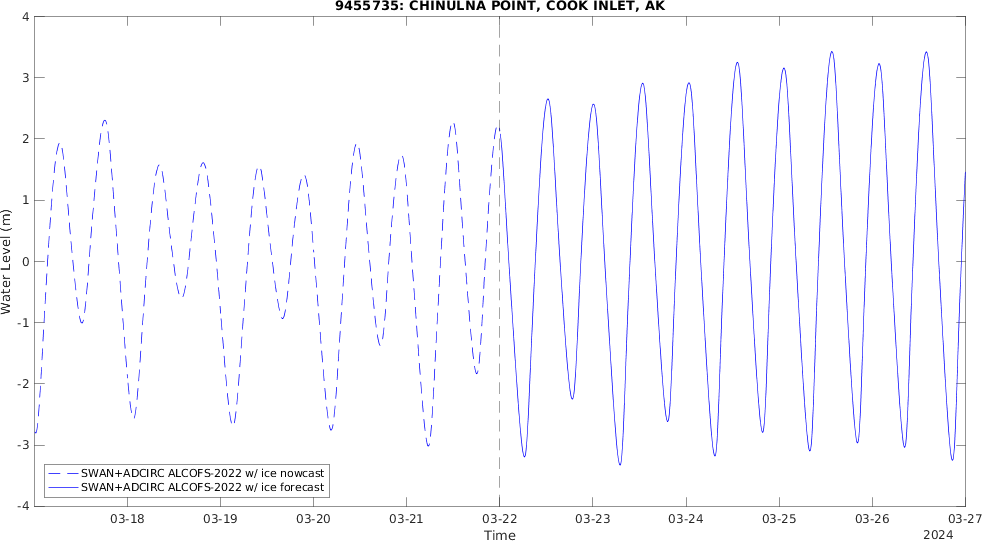 9455735: CHINULNA POINT, COOK INLET, AK
Water Level (m)
4
3
2
1
0
-1
-2
-3
-4
SWAN+ADCIRC ALCOFS-2022 w/ ice nowcast
SWAN+ADCIRC ALCOFS-2022 w/ ice forecast
03-18 03-19 03-20 03-21 03-22 03-23 03-24 03-25 03-26 03-27
Time
2024